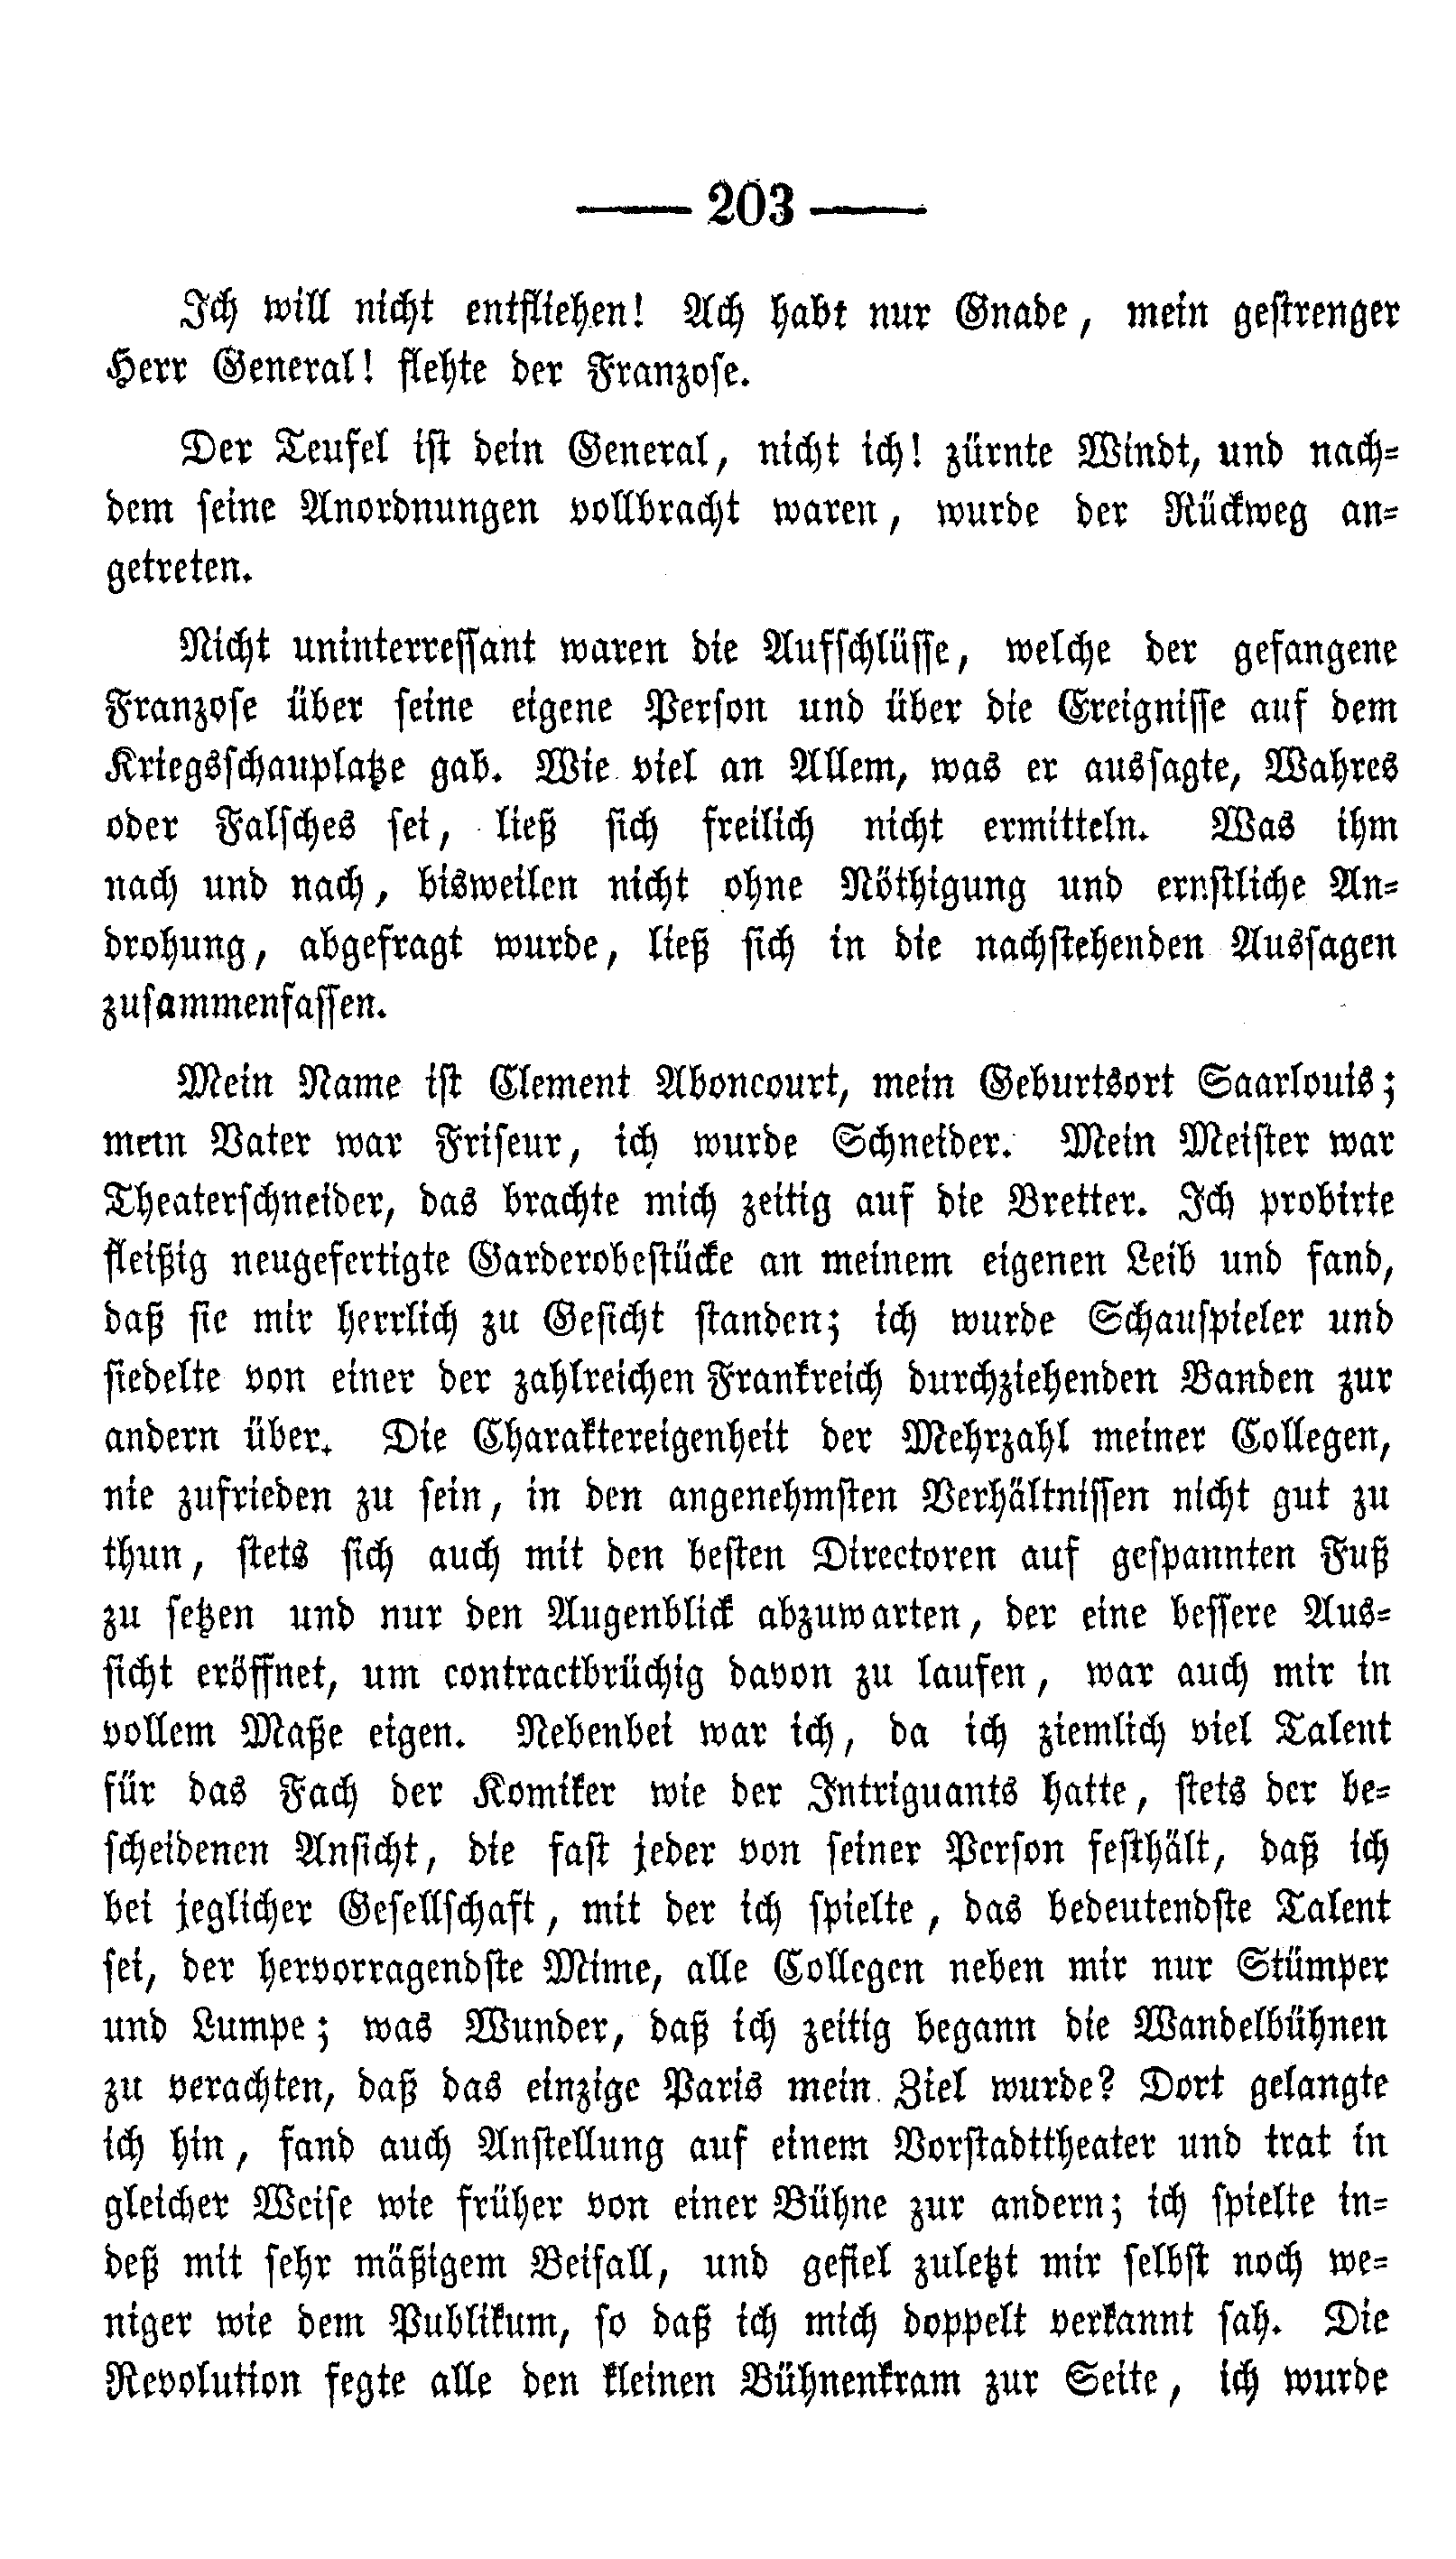 — 203 —
Ich will nicht entfliehen! Ach habt nur Gnade, mein gestrenger
Herr General! flehte der Franzose.
Der Teufel ist dein General, nicht ich! zürnte Windt, und nach-
dem seine Anordnungen vollbracht waren, wurde der Rückweg an-
getreten.
Nicht uninterressant waren die Aufschlüsse, welche der gefangene
Franzose über seine eigene Person und über die Ereignisse auf dem
Kriegsschauplatze gab. Wie viel an Allem, was er aussagte, Wahres
oder Falsches sei, ließ sich freilich nicht ermitteln. Was ihm
nach und nach, bisweilen nicht ohne Nöthigung und ernstliche An-
drohung, abgefragt wurde, ließ sich in die nachstehenden Aussagen
zusammenfassen.
Mein Name ist Clement Aboncourt, mein Geburtsort Saarlouis;
mein Vater war Friseur, ich wurde Schneider. Mein Meister war
Theaterschneider, das brachte mich zeitig auf die Bretter. Ich probirte
fleißig neugefertigte Garderobestücke an meinem eigenen Leib und fand,
daß sie mir herrlich zu Gesicht standen; ich wurde Schauspieler und
siedelte von einer der zahlreichen Frankreich durchziehenden Banden zur
andern über. Die Charaktereigenheit der Mehrzahl meiner Collegen,
nie zufrieden zu sein, in den angenehmsten Verhältnissen nicht gut zu
thun, stets sich auch mit den besten Directoren auf gespannten Fuß
zu setzen und nur den Augenblick abzuwarten, der eine bessere Aus-
sicht eröffnet, um contractbrüchig davon zu laufen, war auch mir in
vollem Maße eigen. Nebenbei war ich, da ich ziemlich viel Talent
für das Fach der Komiker wie der Intriguants hatte, stets der be-
scheidenen Ansicht, die fast jeder von seiner Person festhält, daß ich
bei jeglicher Gesellschaft, mit der ich spielte, das bedeutendste Talent
sei, der hervorragendste Mime, alle Collegen neben mir nur Stümper
und Lumpe; was Wunder, daß ich zeitig begann die Wandelbühnen
zu verachten, daß das einzige Paris mein Ziel wurde? Dort gelangte
ich hin, fand auch Anstellung auf einem Vorstadttheater und trat in
gleicher Weise wie früher von einer Bühne zur andern; ich spielte in-
deß mit sehr mäßigem Beifall, und gefiel zuletzt mir selbst noch we-
niger wie dem Publikum, so daß ich mich doppelt verkannt sah. Die
Revolution fegte alle den kleinen Bühnenkram zur Seite, ich wurde